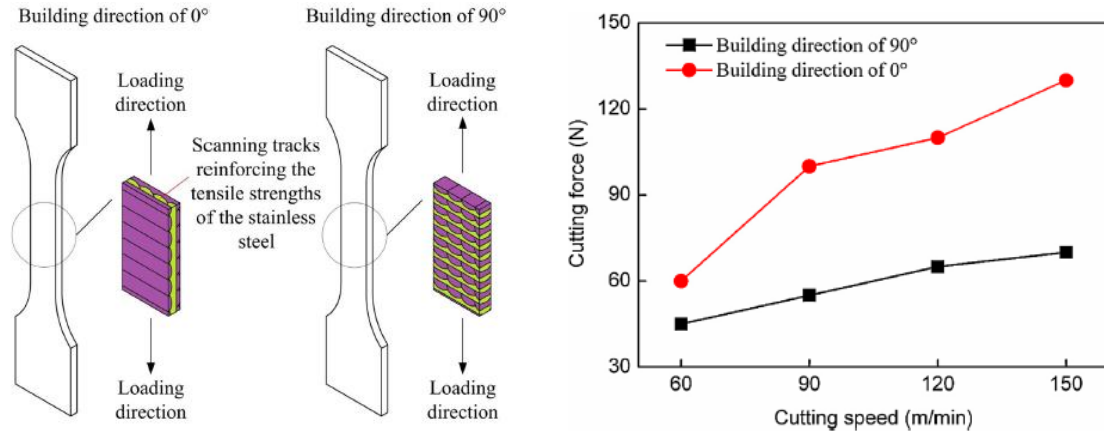 Building direction of 0°
Building direction of 90°
Loading
direction
Scanning tracks
reinforcing the
tensile strengths
of the stainless
steel
Loading
direction
Loading
direction
Loading
direction
150
120
90
60
30
Cutting force (N)
Building direction of 90°
Building direction of 0°
60
90
120
150
Cutting speed (m/min)